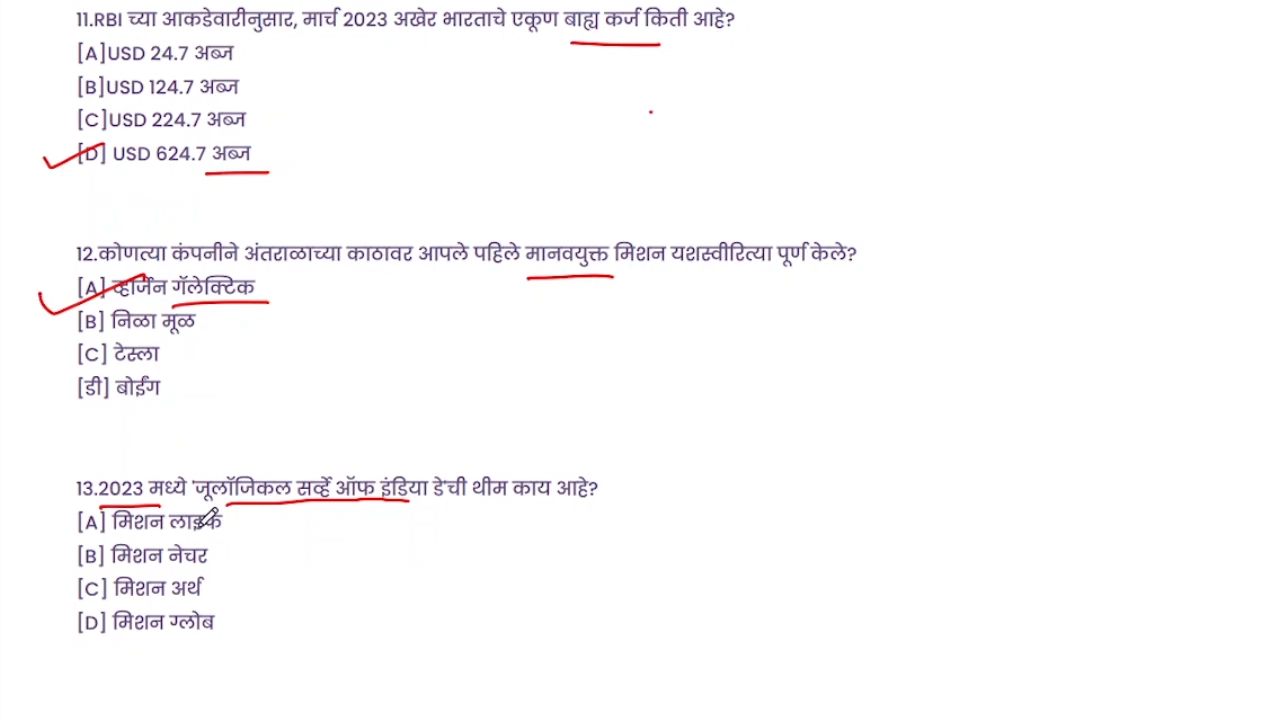 11.RBI च्या आकडेवारीनुसार, मार्च 2023 अखेर भारताचे एकूण बाह्य कर्ज किती आहे?
[A]USD 24.7 अब्ज
[B]USD 124.7 अब्ज
[C]USD 224.7 अब्ज
[D] USD 624.7 अब्ज
12.कोणत्या कंपनीने अंतराळाच्या काठावर आपले पहिले मानवयुक्त मिशन यशस्वीरित्या पूर्ण केले?
[A] व्हर्जिन गॅलेक्टिक
[B] निळा मूळ
[C] टेस्ला
[डी] बोईंग
13.2023 मध्ये 'जूलॉजिकल सर्व्हे ऑफ इंडिया डे'ची थीम काय आहे?
[A] मिशन लाइफ
[B] मिशन नेचर
[C] मिशन अर्थ
[D] मिशन ग्लोब